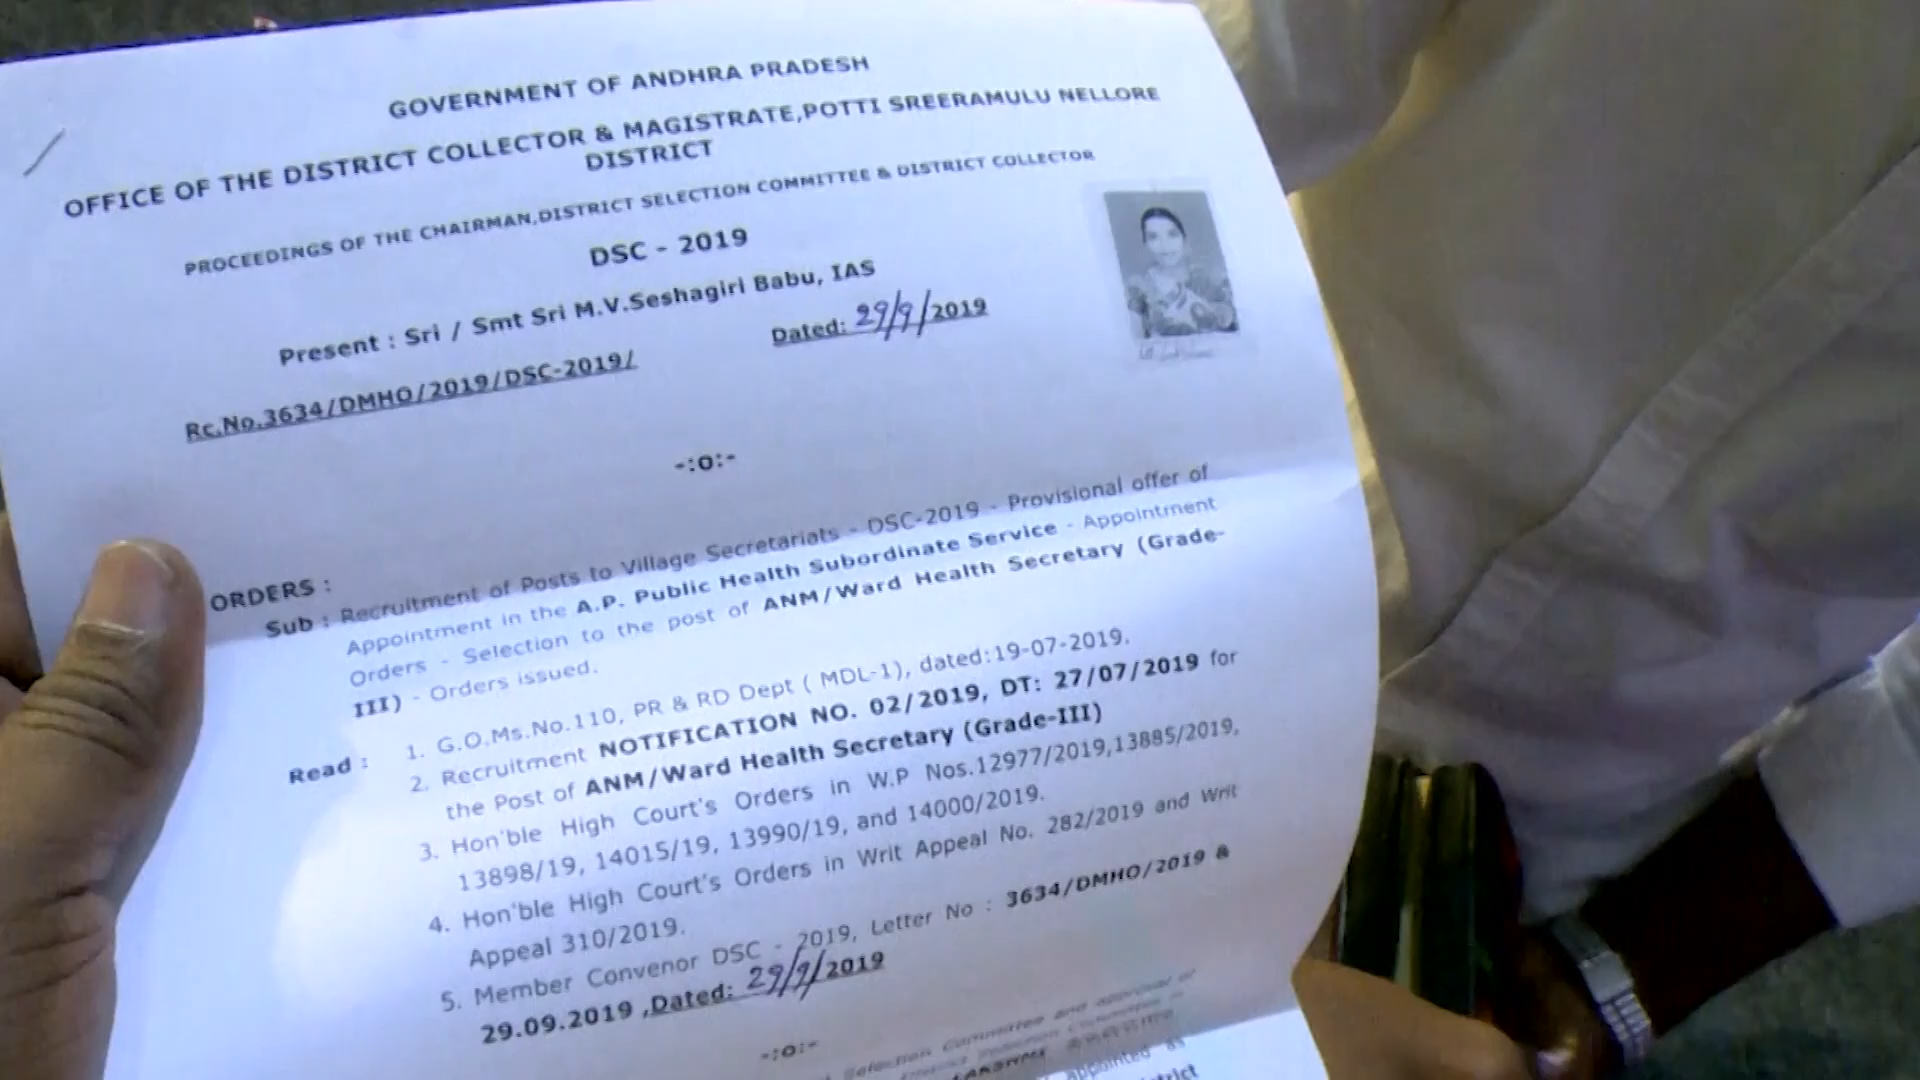 GOVERNMENT OF ANDHRA PRADESH
OFFICE OF THE DISTRICT COLLECTOR & MAGISTRATE,POTTI SREERAMULU NELLORE
DISTRICT
PROCEEDINGS OF THE CHAIRMAN,DISTRICT SELECTION COMMITTEE & DISTRICT COLLECTOR
DSC - 2019
Present : Sri / Smt Sri M.V.Seshagiri Babu, IAS
Rc.No.3634/DMHO/2019/DSC-2019/ Dated: 29/9/2019
-:o:-
ORDERS :
Sub : Recruitment of Posts to Village Secretariats - DSC-2019 - Provisional offer of
Appointment in the A.P. Public Health Subordinate Service - Appointment
Orders - Selection to the post of ANM/Ward Health Secretary (Grade-
III) - Orders issued.
Read : 1. G.O.Ms.No.110, PR & RD Dept ( MDL-1), dated:19-07-2019.
2. Recruitment NOTIFICATION NO. 02/2019, DT: 27/07/2019 for
the Post of ANM/Ward Health Secretary (Grade-III)
3. Hon'ble High Court's Orders in W.P Nos.12977/2019,13885/2019,
13898/19, 14015/19, 13990/19, and 14000/2019.
4. Hon'ble High Court's Orders in Writ Appeal No. 282/2019 and Writ
Appeal 310/2019.
5. Member Convenor DSC - 2019, Letter No : 3634/DMHO/2019 &
29.09.2019 ,Dated: 29/9/2019
-:o:-
Selection Committee and approval of
appointed as